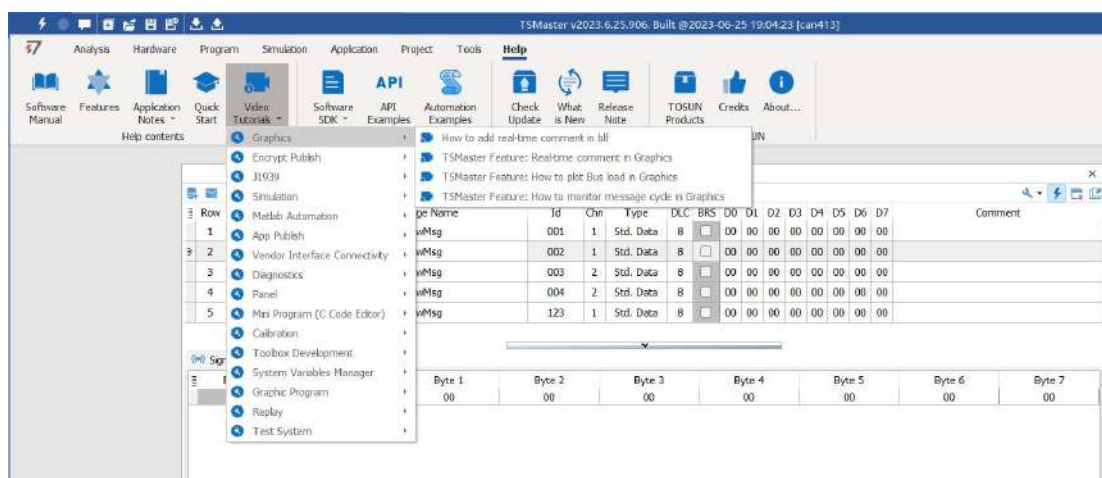 TSMaster v2023.6.25.906. Built @2023-06-25 19:04:23 [can413]
Analysis Hardware Program Simulation Application Project Tools Help
Software Manual
Features
Application Notes
Quick Start
Video Tutorials
Software SDK
API
API Examples
Automation Examples
Check Update
What is New
Release Note
TOSUN Products
Credits
About...
Help contents
Graphics
Encrypt Publish
J1939
Simulation
Matlab Automation
App Publish
Vendor Interface Connectivity
Diagnostics
Panel
Mini Program (C Code Editor)
Calibration
Toolbox Development
System Variables Manager
Graphic Program
Replay
Test System
How to add real-time comment in blf
TSMaster Feature: Real-time comment in Graphics
TSMaster Feature: How to plot Bus load in Graphics
TSMaster Feature: How to monitor message cycle in Graphics
Row Name Id Chn Type DLC BRS D0 D1 D2 D3 D4 D5 D6 D7 Comment
1 wMsg 001 1 Std. Data 8 00 00 00 00 00 00 00 00
2 wMsg 002 1 Std. Data 8 00 00 00 00 00 00 00 00
3 wMsg 003 2 Std. Data 8 00 00 00 00 00 00 00 00
4 wMsg 004 2 Std. Data 8 00 00 00 00 00 00 00 00
5 wMsg 123 1 Std. Data 8 00 00 00 00 00 00 00 00
Byte 1 Byte 2 Byte 3 Byte 4 Byte 5 Byte 6 Byte 7
00 00 00 00 00 00 00